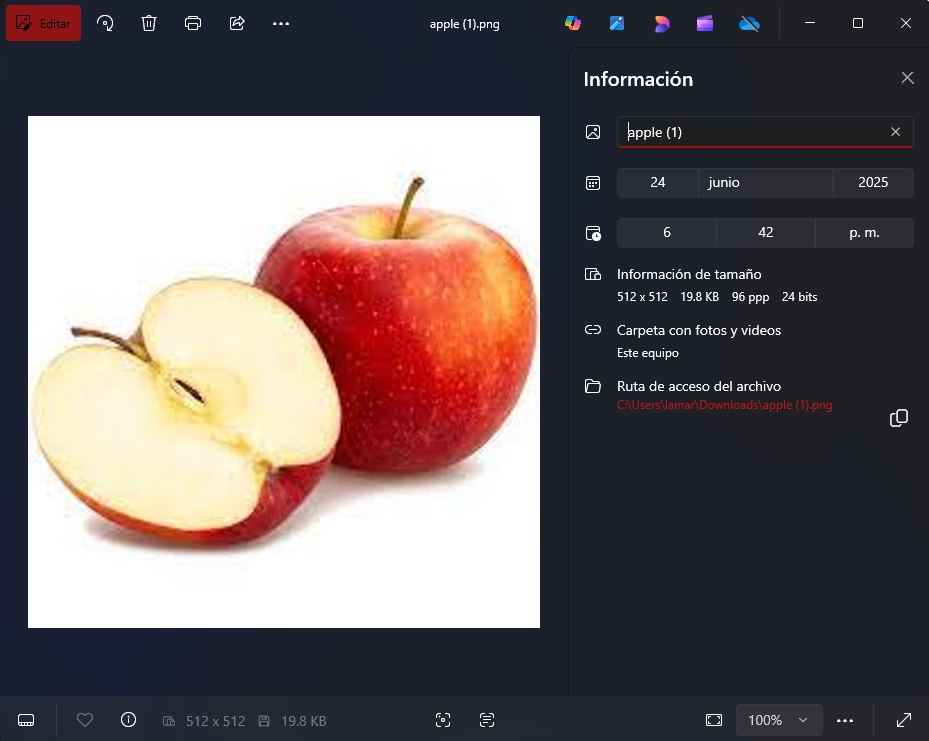 Editar
apple (1).png
Información
apple (1)
24 junio 2025
6 42 p. m.
Información de tamaño
512 x 512 19.8 KB 96 ppp 24 bits
Carpeta con fotos y videos
Este equipo
Ruta de acceso del archivo
C:\Users\lamar\Downloads\apple (1).png
512 x 512 19.8 KB 100%